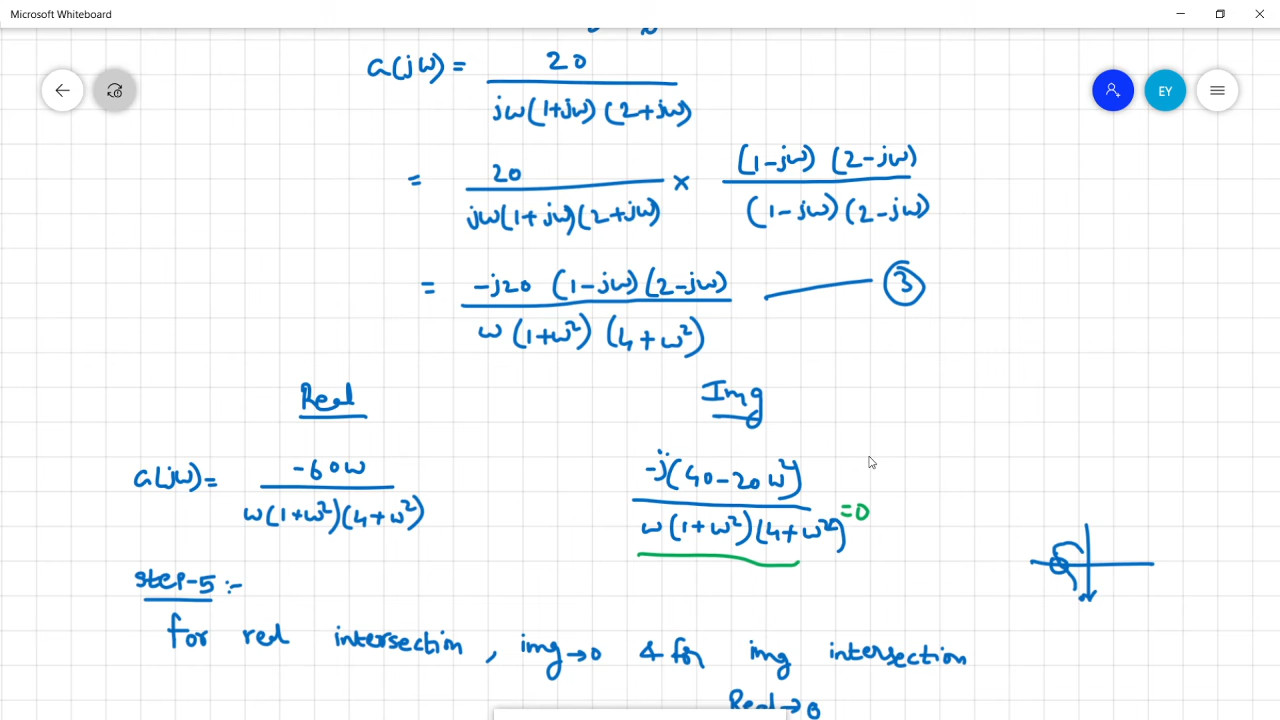 Microsoft Whiteboard
EY
G(jω) = 20 / jω(1+jω)(2+jω)
= 20 / jω(1+jω)(2+jω) × (1-jω)(2-jω) / (1-jω)(2-jω)
= -j20 (1-jω)(2-jω) / ω(1+ω²)(4+ω²) ③
Real Img
G(jω) = -60ω / ω(1+ω²)(4+ω²) -j(40-20ω²) / ω(1+ω²)(4+ω²) = 0
Step-5 :-
for real intersection, img→0 & for img intersection
Real→0